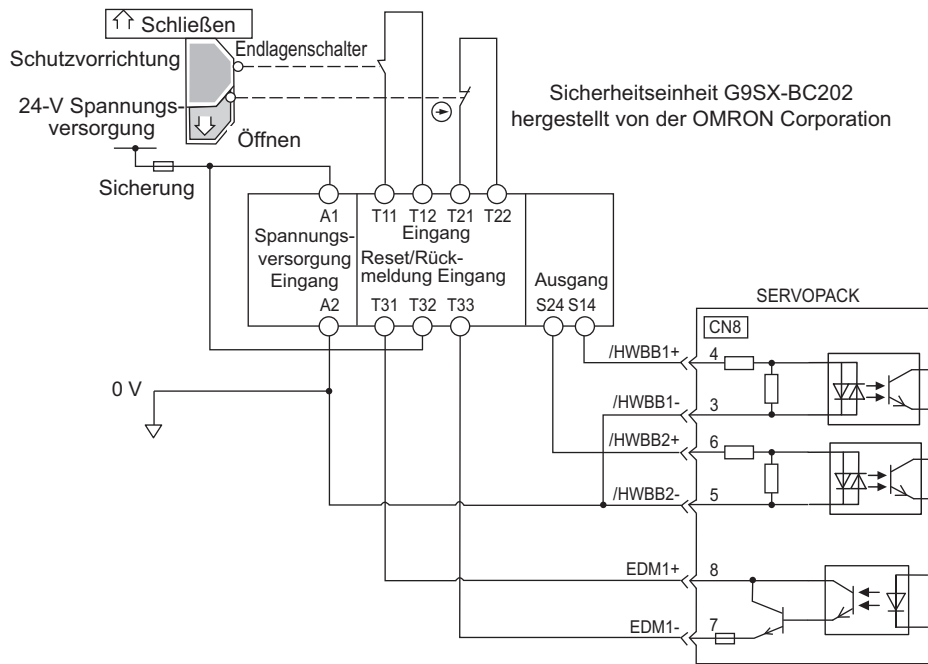 Schließen
Schutzvorrichtung
Endlagenschalter
24-V Spannungs-
versorgung
Öffnen
Sicherung
Sicherheitseinheit G9SX-BC202
hergestellt von der OMRON Corporation
A1
T11
T12
T21
T22
Spannungs-
versorgung
Eingang
Eingang
Reset/Rück-
meldung Eingang
Ausgang
A2
T31
T32
T33
S24
S14
SERVOPACK
CN8
0 V
/HWBB1+
4
/HWBB1-
3
/HWBB2+
6
/HWBB2-
5
EDM1+
8
EDM1-
7